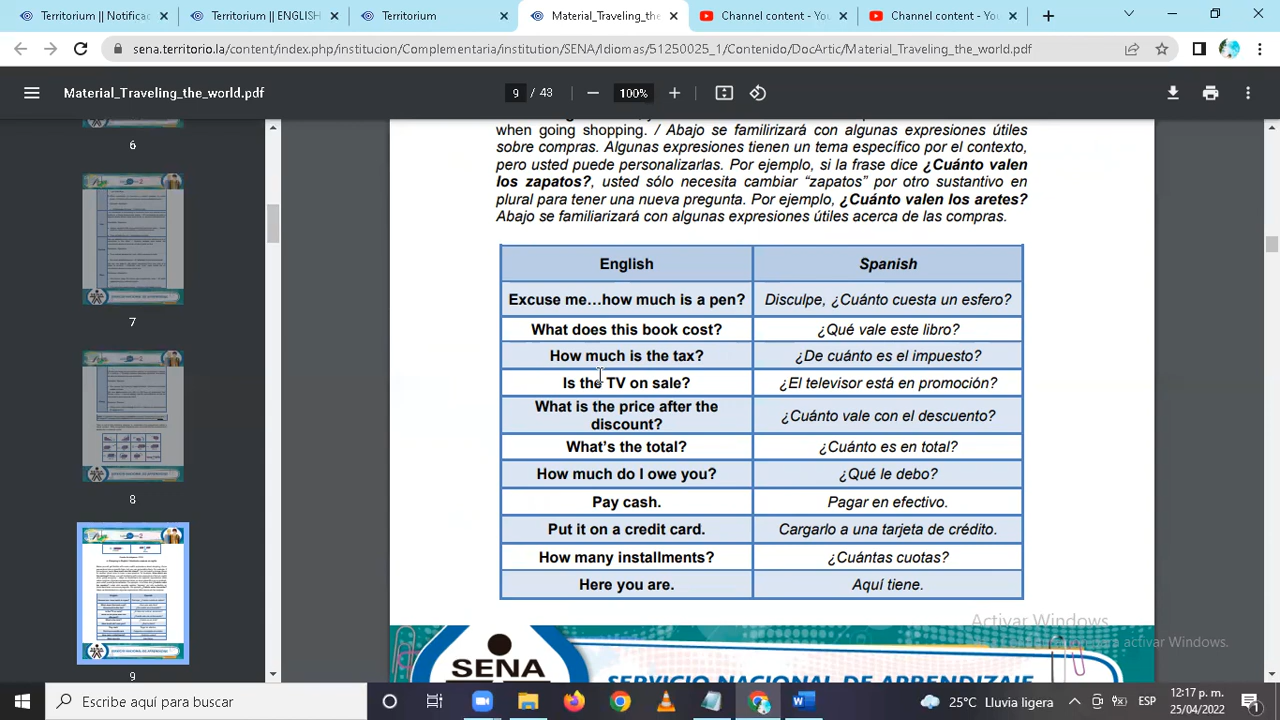 Territorium || Notificac
Territorium || ENGLISH
Territorium
Material_Traveling_the_
Channel content - You
Channel content - You
sena.territorio.la/content/index.php/institucion/Complementaria/institution/SENA/Idiomas/51250025_1/Contenido/DocArtic/Material_Traveling_the_world.pdf
Material_Traveling_the_world.pdf
9 / 43
100%
when going shopping. / Abajo se familirizará con algunas expresiones útiles
sobre compras. Algunas expresiones tienen un tema específico por el contexto,
pero usted puede personalizarlas. Por ejemplo, si la frase dice ¿Cuánto valen
los zapatos?, usted sólo necesita cambiar “zapatos” por otro sustantivo en
plural para tener una nueva pregunta. Por ejemplo, ¿Cuánto valen los aretes?
Abajo se familiarizará con algunas expresiones útiles acerca de las compras.
English Spanish
Excuse me…how much is a pen? Disculpe, ¿Cuánto cuesta un esfero?
What does this book cost? ¿Qué vale este libro?
How much is the tax? ¿De cuánto es el impuesto?
Is the TV on sale? ¿El televisor está en promoción?
What is the price after the
discount?
¿Cuánto vale con el descuento?
What’s the total? ¿Cuánto es en total?
How much do I owe you? ¿Qué le debo?
Pay cash. Pagar en efectivo.
Put it on a credit card. Cargarlo a una tarjeta de crédito.
How many installments? ¿Cuántas cuotas?
Here you are. Aquí tiene.
6
7
8
9
SENA
SERVICIO NACIONAL DE APRENDIZAJE
activar Windows.
Escribe aquí para buscar
25°C Lluvia ligera
ESP
12:17 p. m.
25/04/2022
1